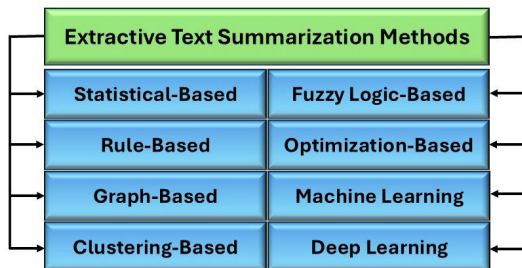 Extractive Text Summarization Methods
Statistical-Based Fuzzy Logic-Based
Rule-Based Optimization-Based
Graph-Based Machine Learning
Clustering-Based Deep Learning